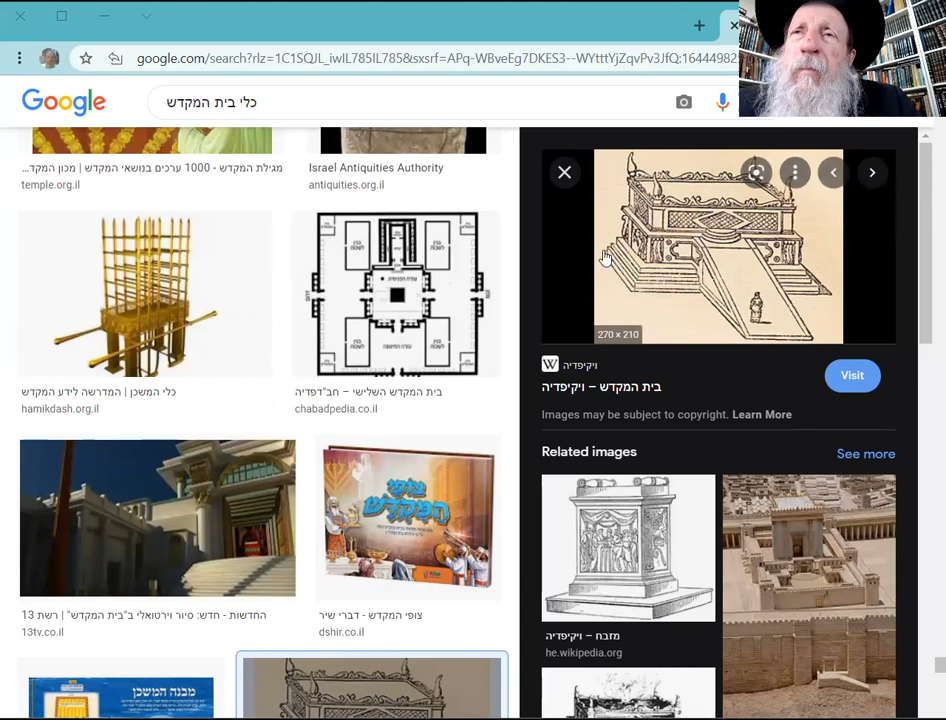 google.com/search?rlz=1C1SQJL_iwIL785IL785&sxsrf=APq-WBveEg7DKES3--WYtttYjZqvPv3JfQ:16444982
Google
כלי בית המקדש
מגילת המקדש - 1000 ערכים בנושאי המקדש | מכון המקד...
temple.org.il
Israel Antiquities Authority
antiquities.org.il
כלי המשכן | המדרשה לידע המקדש
hamikdash.org.il
בית המקדש השלישי – חב"דפדיה
chabadpedia.co.il
צופי
המקדש
החדשות - חדש: סיור וירטואלי ב"בית המקדש" | רשת 13
13tv.co.il
צופי המקדש - דברי שיר
dshir.co.il
מבנה המשכן
270 × 210
W ויקיפדיה
בית המקדש – ויקיפדיה
Visit
Images may be subject to copyright. Learn More
Related images
See more
מזבח – ויקיפדיה
he.wikipedia.org